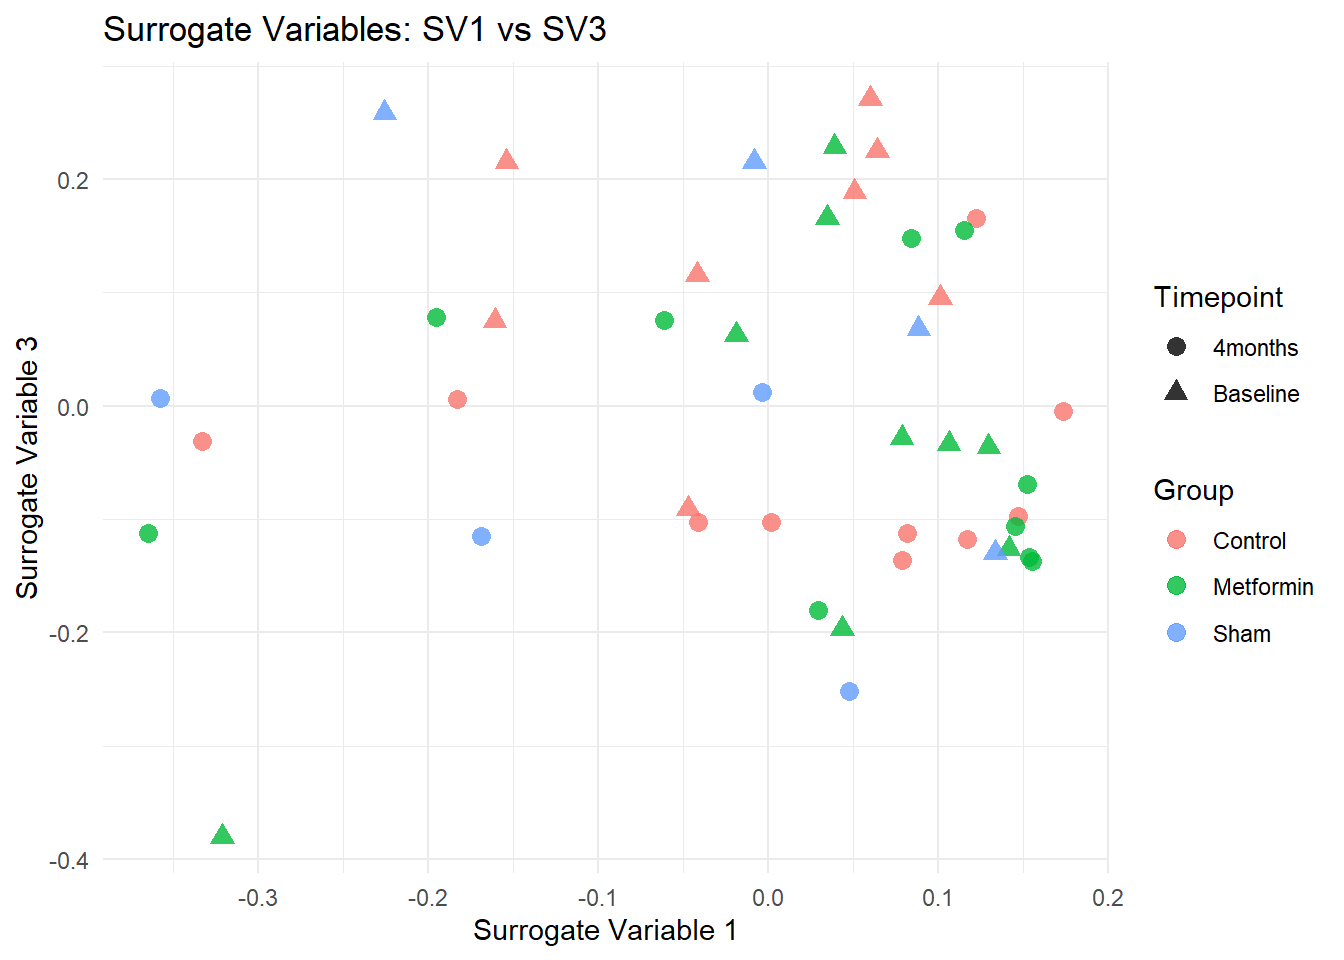 Surrogate Variables: SV1 vs SV3
Surrogate Variable 3
0.2
0.0
-0.2
-0.4
-0.3
-0.2
-0.1
0.0
0.1
0.2
Surrogate Variable 1
Timepoint
4months
Baseline
Group
Control
Metformin
Sham